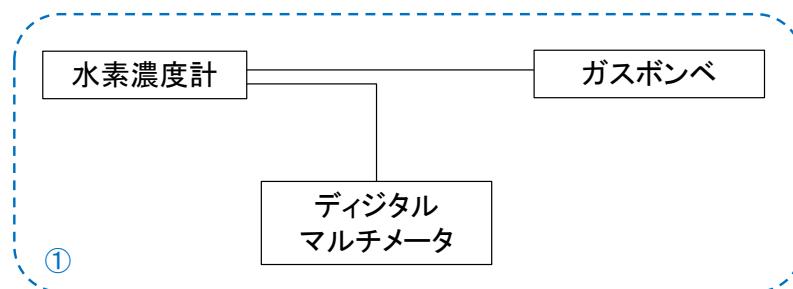 水素濃度計
ガスボンベ
ディジタル
マルチメータ
①